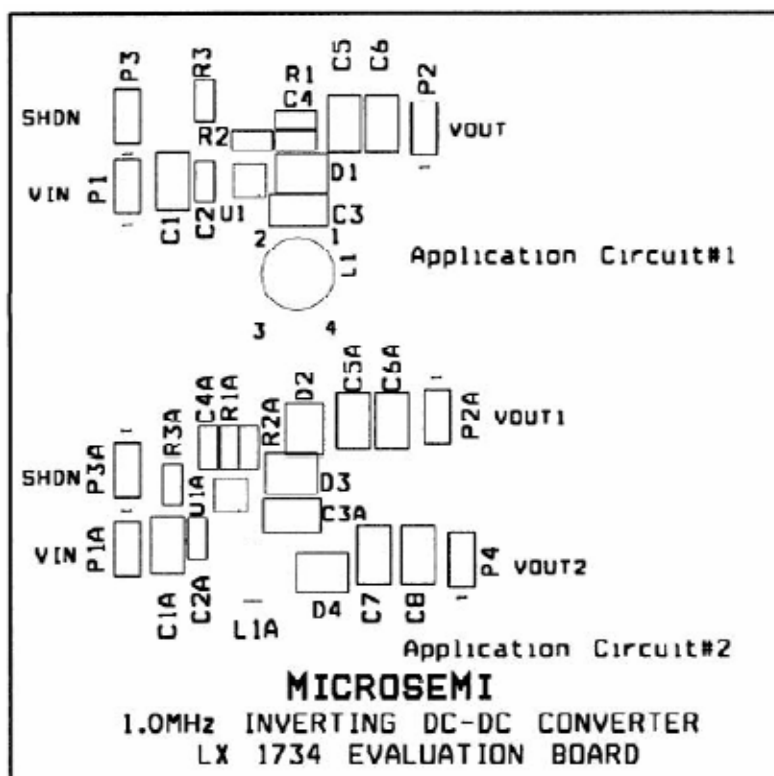 P3
R3
R1
C5
C6
P2
C4
SHDN
R2
VOUT
VIN
P1
C1
C2
U1
D1
C3
2
1
L1
Application Circuit#1
3
4
C4A
R1A
D2
C5A
C6A
P2A
VOUT1
R3A
R2A
SHDN
P3A
U1A
D3
C3A
VIN
P1A
C1A
C2A
D4
C7
C8
P4
VOUT2
L1A
Application Circuit#2
MICROSEMI
1.0MHz INVERTING DC-DC CONVERTER
LX 1734 EVALUATION BOARD